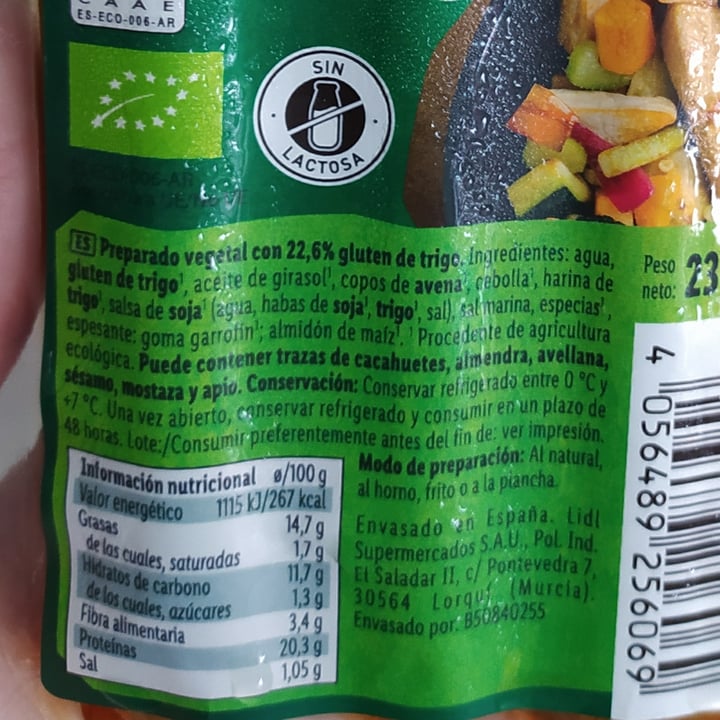 CAAE
ES-ECO-006-AR
SIN
LACTOSA
ES Preparado vegetal con 22,6% gluten de trigo. Ingredientes: agua,
gluten de trigo¹, aceite de girasol¹, copos de avena¹, cebolla¹, harina de
trigo¹, salsa de soja¹ (agua, habas de soja¹, trigo¹, sal), sal marina, especias¹,
espesante: goma garrofín¹; almidón de maíz¹. ¹ Procedente de agricultura
ecológica. Puede contener trazas de cacahuetes, almendra, avellana,
sésamo, mostaza y apio. Conservación: Conservar refrigerado entre 0 °C y
+7 °C. Una vez abierto, conservar refrigerado y consumir en un plazo de
48 horas. Lote:/Consumir preferentemente antes del fin de: ver impresión.
Peso
neto: 23
Información nutricional ø/100 g
Valor energético 1115 kJ/267 kcal
Grasas 14,7 g
de las cuales, saturadas 1,7 g
Hidratos de carbono 11,7 g
de los cuales, azúcares 1,3 g
Fibra alimentaria 3,4 g
Proteínas 20,3 g
Sal 1,05 g
Modo de preparación: Al natural,
al horno, frito o a la plancha.
Envasado en España. Lidl
Supermercados S.A.U., Pol. Ind.
El Saladar II, c/ Pontevedra 7,
30564 Lorquí (Murcia).
Envasado por: B50840255
4 056489 256069